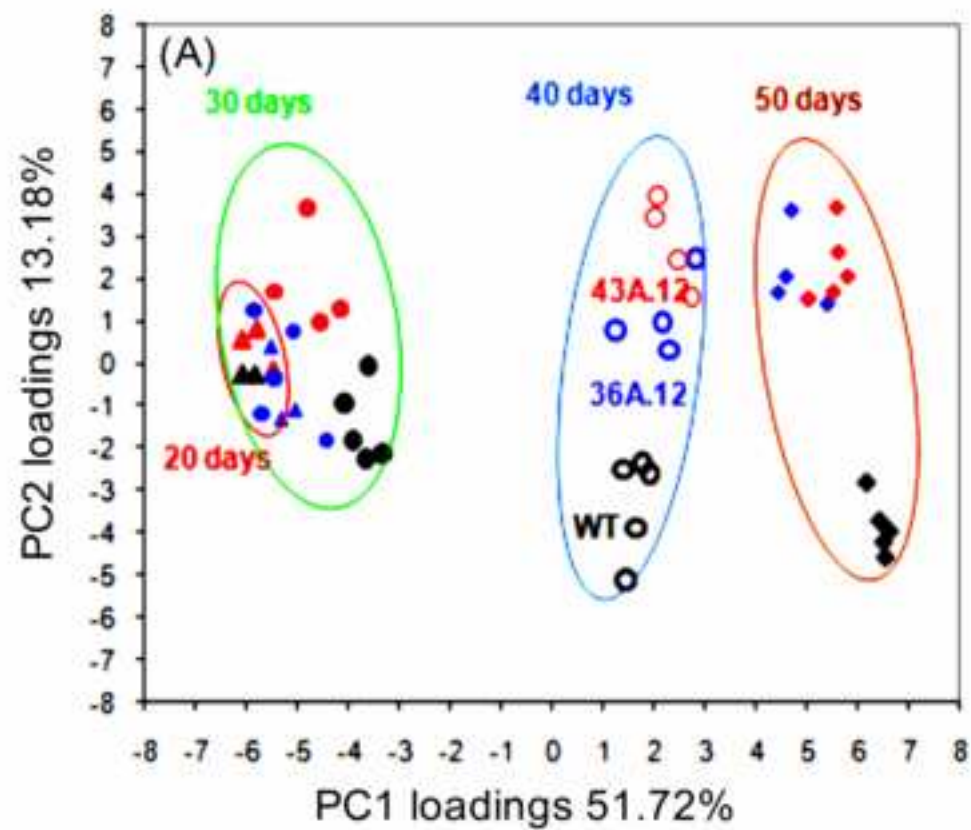 (A)
30 days
40 days
50 days
20 days
43A.12
36A.12
WT
8
7
6
5
4
3
2
1
0
-1
-2
-3
-4
-5
-6
-7
-8
PC2 loadings 13.18%
-8 -7 -6 -5 -4 -3 -2 -1 0 1 2 3 4 5 6 7 8
PC1 loadings 51.72%